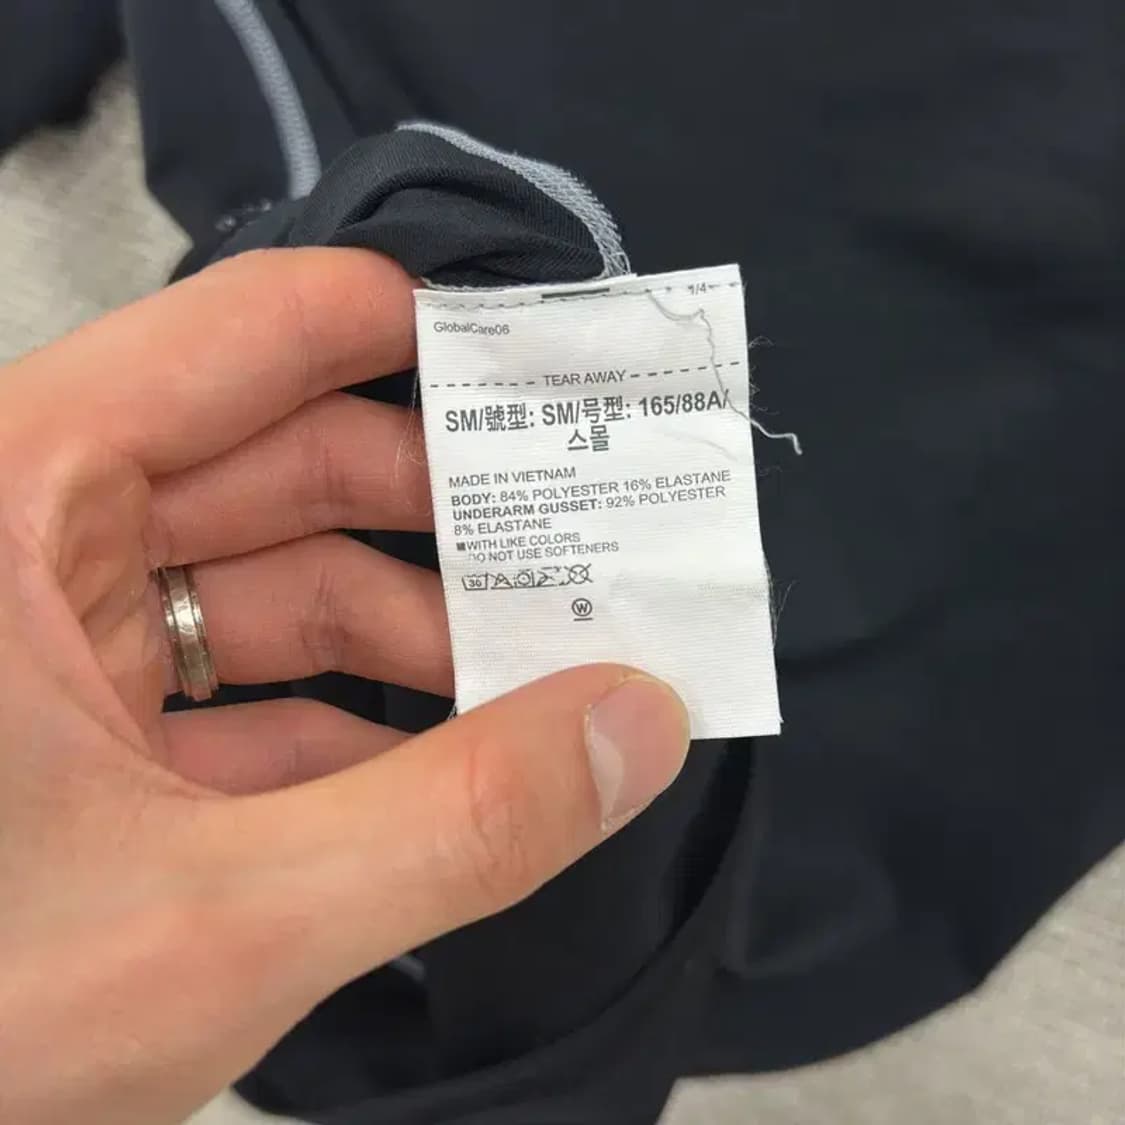 1/4
GlobalCare06
TEAR AWAY
SM/號型: SM/号型: 165/88A/
스몰
MADE IN VIETNAM
BODY: 84% POLYESTER 16% ELASTANE
UNDERARM GUSSET: 92% POLYESTER
8% ELASTANE
WITH LIKE COLORS
DO NOT USE SOFTENERS
30
W